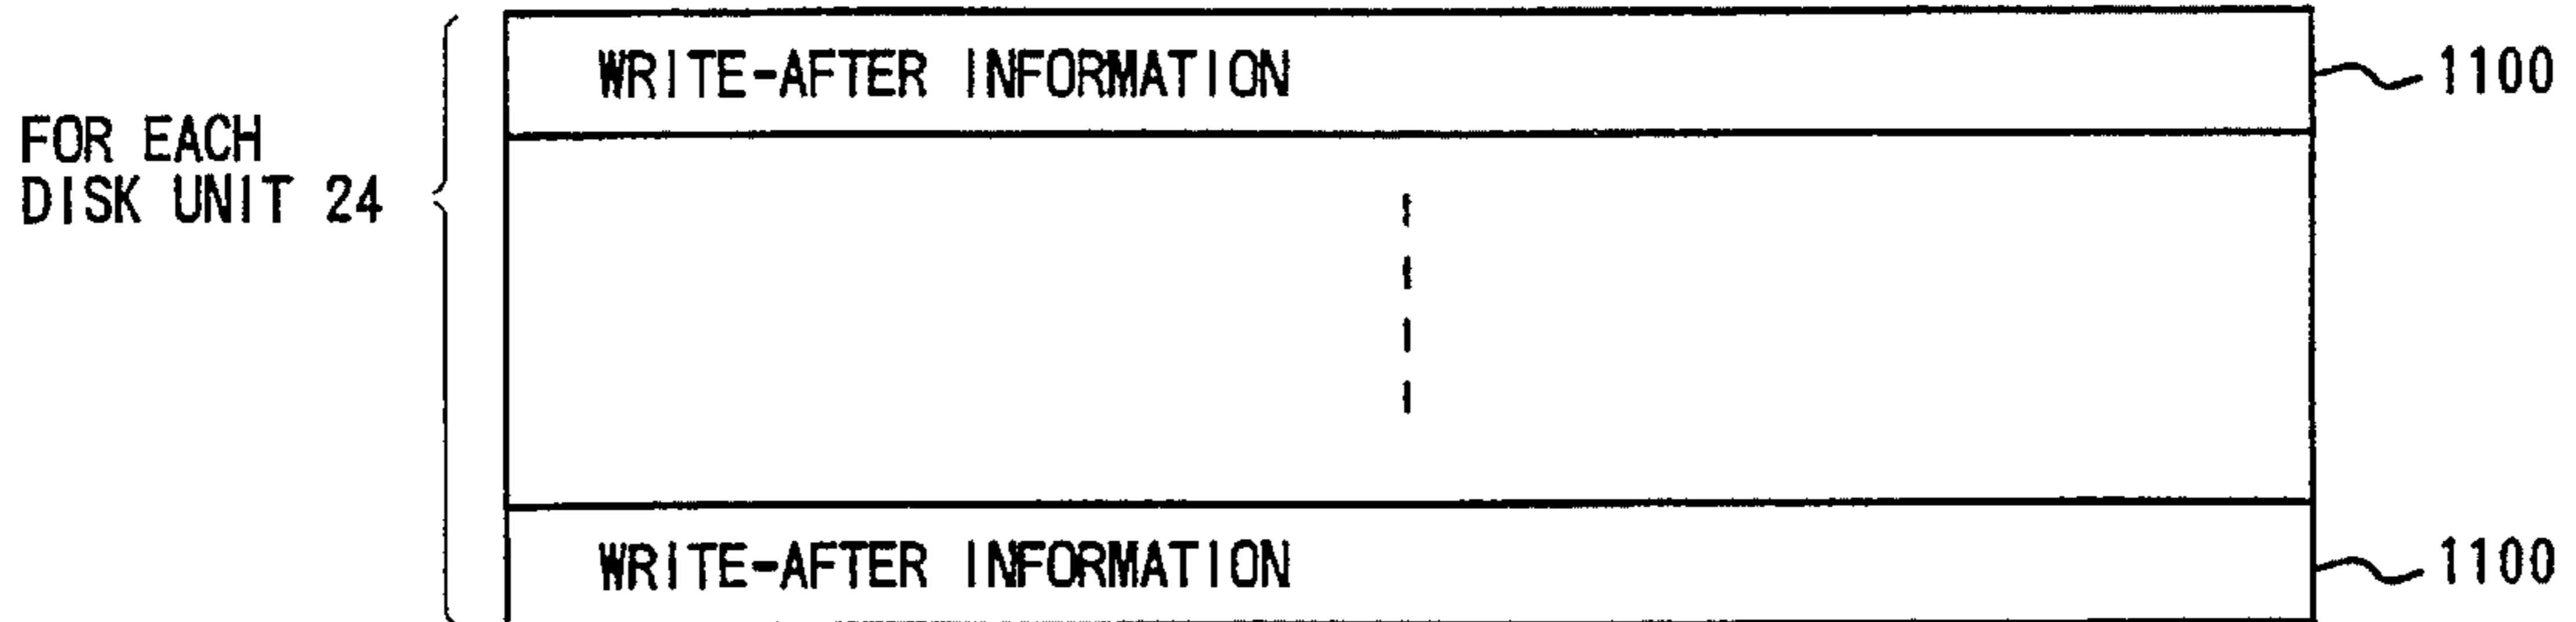 WRITE-AFTER INFORMATION
1100
FOR EACH
DISK UNIT 24
WRITE-AFTER INFORMATION
1100